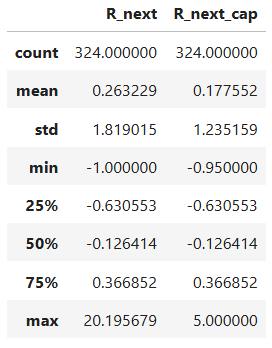 R_next R_next_cap
count 324.000000 324.000000
mean 0.263229 0.177552
std 1.819015 1.235159
min -1.000000 -0.950000
25% -0.630553 -0.630553
50% -0.126414 -0.126414
75% 0.366852 0.366852
max 20.195679 5.000000